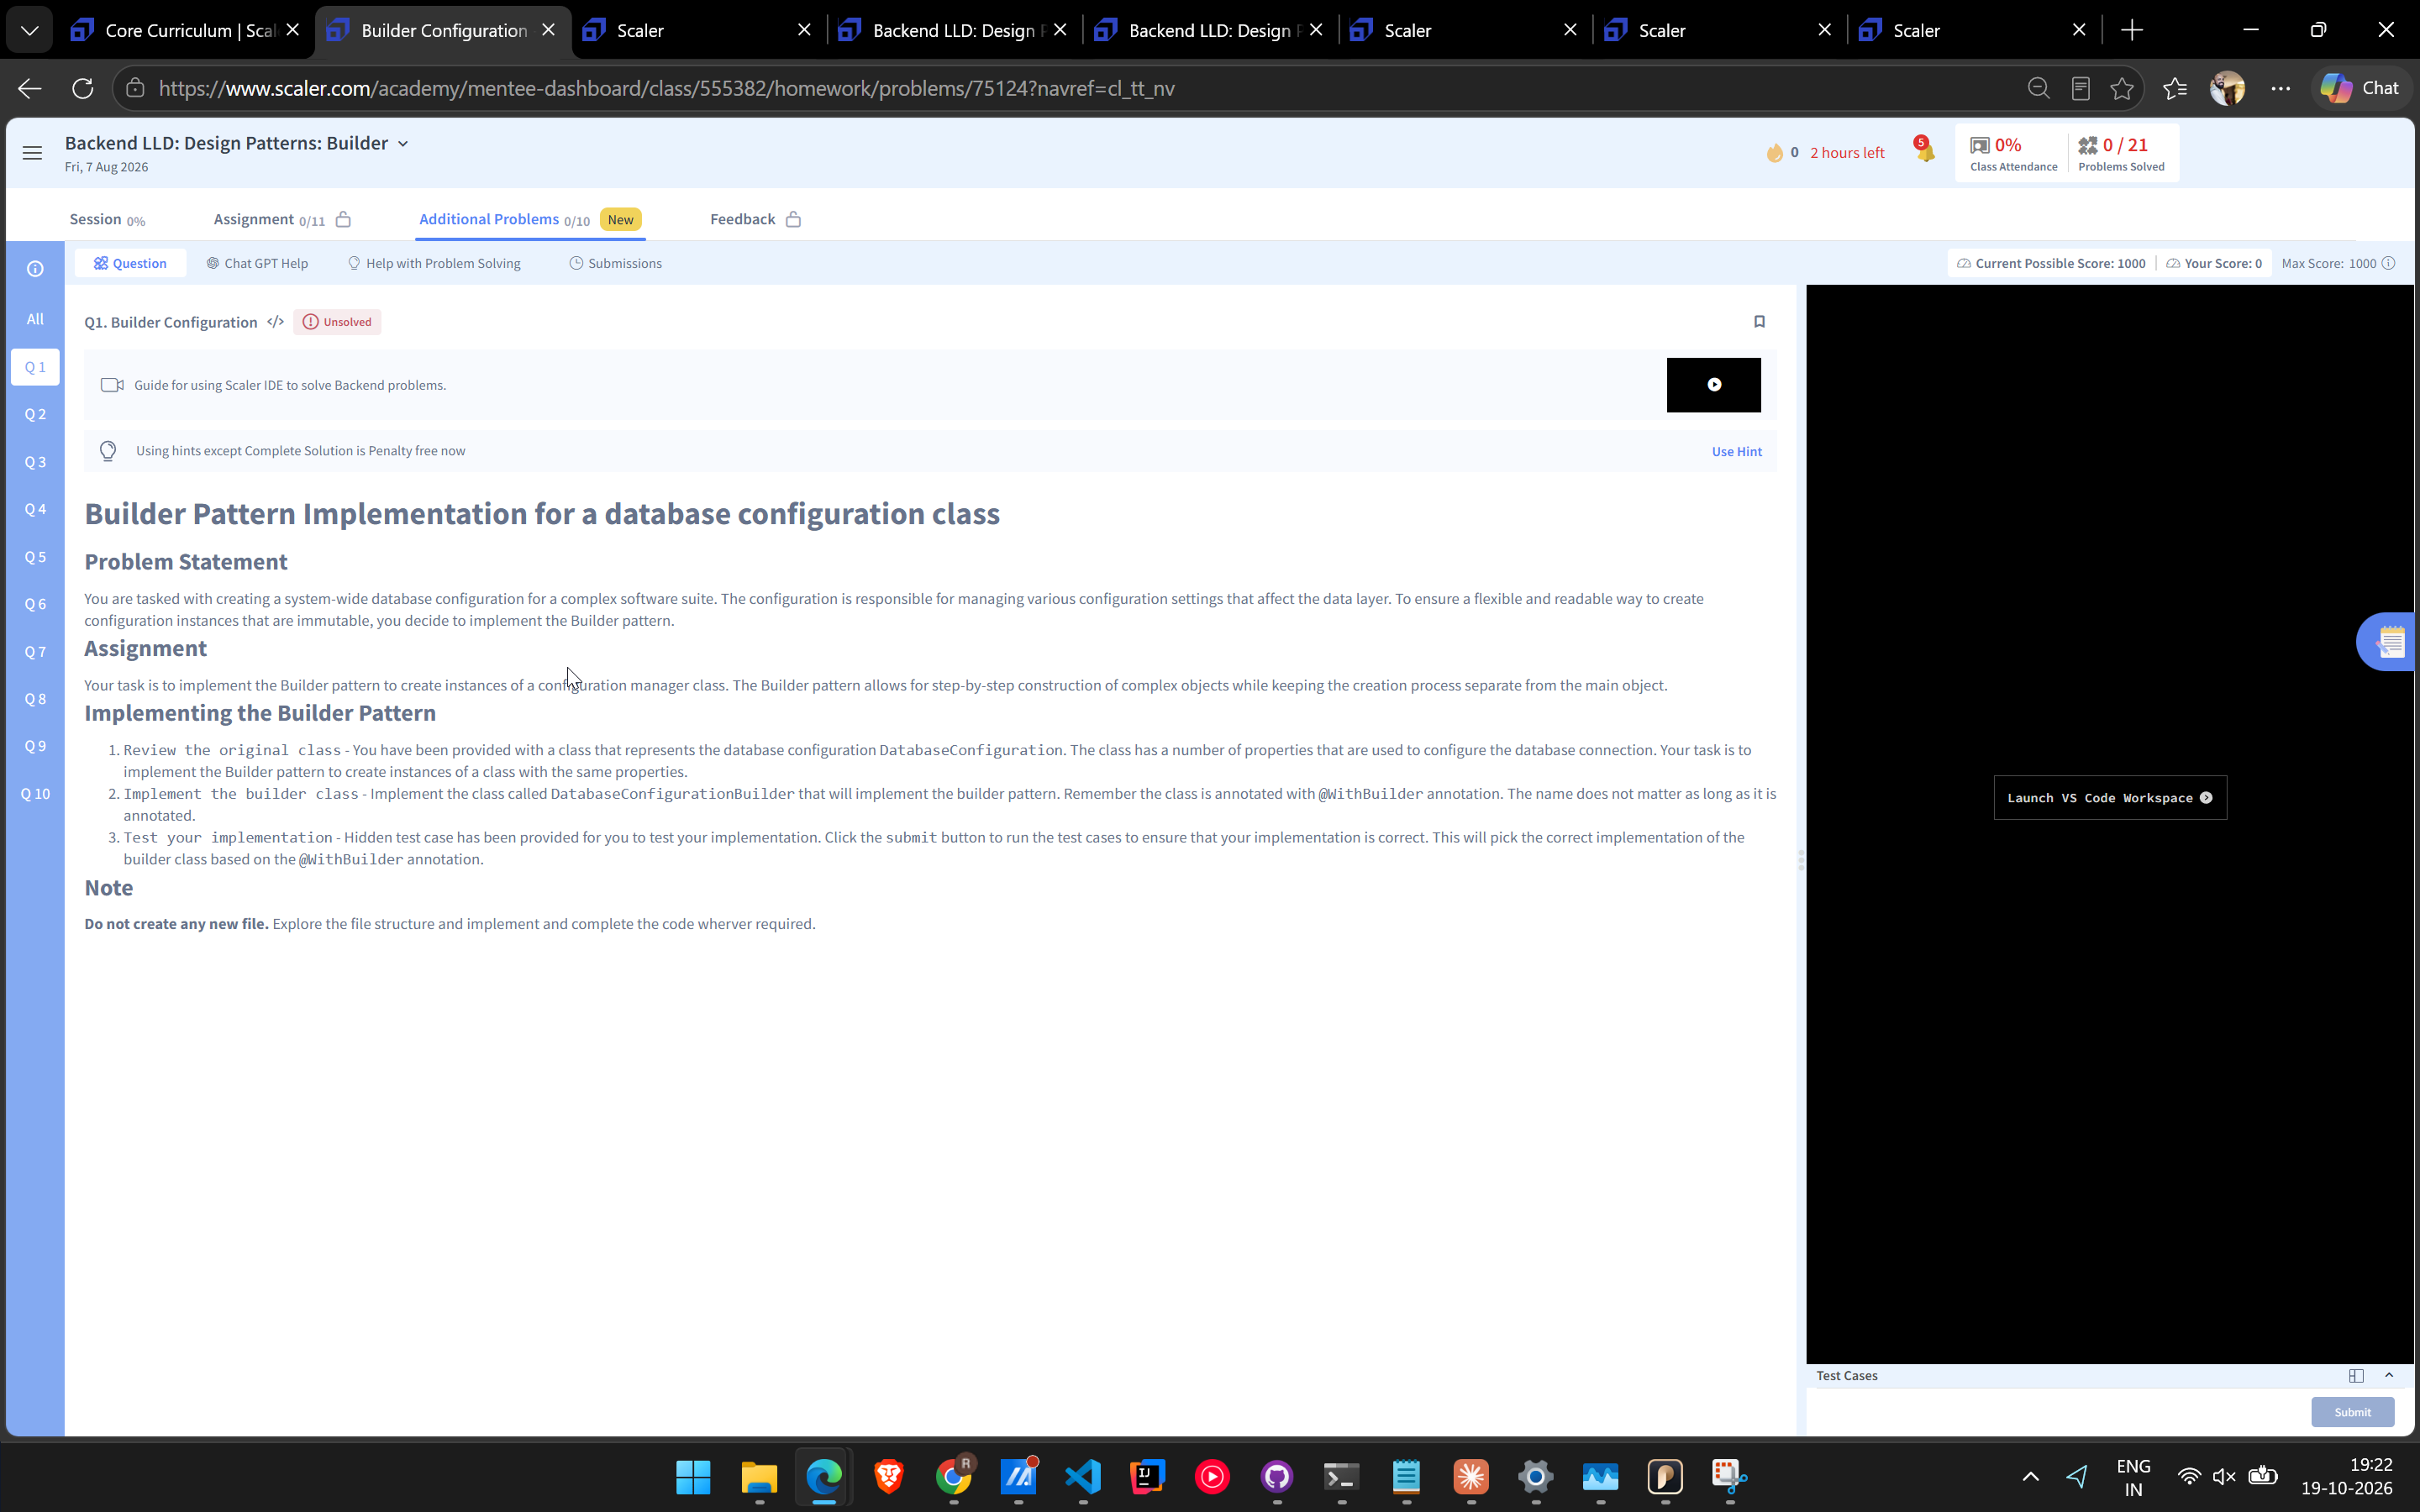 Core Curriculum | Scal
Builder Configuration
Scaler
Backend LLD: Design P
Backend LLD: Design P
Scaler
Scaler
Scaler
https://www.scaler.com/academy/mentee-dashboard/class/555382/homework/problems/75124?navref=cl_tt_nv
Chat
Backend LLD: Design Patterns: Builder
Fri, 7 Aug 2026
0 2 hours left
5
0%
Class Attendance
0 / 21
Problems Solved
Session 0%
Assignment 0/11
Additional Problems 0/10 New
Feedback
Question
Chat GPT Help
Help with Problem Solving
Submissions
Current Possible Score: 1000
Your Score: 0
Max Score: 1000
All
Q 1
Q 2
Q 3
Q 4
Q 5
Q 6
Q 7
Q 8
Q 9
Q 10
Q1. Builder Configuration </> Unsolved
Guide for using Scaler IDE to solve Backend problems.
Using hints except Complete Solution is Penalty free now
Use Hint
Builder Pattern Implementation for a database configuration class
Problem Statement
You are tasked with creating a system-wide database configuration for a complex software suite. The configuration is responsible for managing various configuration settings that affect the data layer. To ensure a flexible and readable way to create
configuration instances that are immutable, you decide to implement the Builder pattern.
Assignment
Your task is to implement the Builder pattern to create instances of a configuration manager class. The Builder pattern allows for step-by-step construction of complex objects while keeping the creation process separate from the main object.
Implementing the Builder Pattern
1. Review the original class - You have been provided with a class that represents the database configuration DatabaseConfiguration. The class has a number of properties that are used to configure the database connection. Your task is to
implement the Builder pattern to create instances of a class with the same properties.
2. Implement the builder class - Implement the class called DatabaseConfigurationBuilder that will implement the builder pattern. Remember the class is annotated with @WithBuilder annotation. The name does not matter as long as it is
annotated.
3. Test your implementation - Hidden test case has been provided for you to test your implementation. Click the submit button to run the test cases to ensure that your implementation is correct. This will pick the correct implementation of the
builder class based on the @WithBuilder annotation.
Note
Do not create any new file. Explore the file structure and implement and complete the code wherver required.
Launch VS Code Workspace
Test Cases
Submit
R
IJ
ENG
IN
19:22
19-10-2026